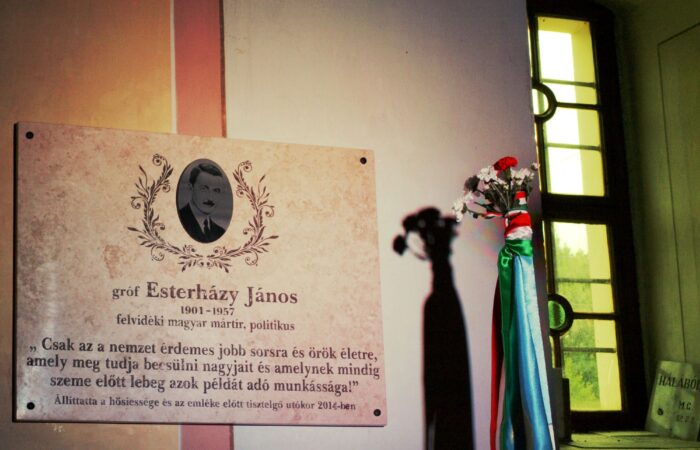 gróf Esterházy János
1901-1957
felvidéki magyar mártír, politikus
„ Csak az a nemzet érdemes jobb sorsra és örök életre,
amely meg tudja becsülni nagyjait és amelynek mindig
szeme előtt lebeg azok példát adó munkássága!”
Állíttatta a hősiessége és az emléke előtt tisztelgő utókor 2014-ben
HÁLÁBÓL